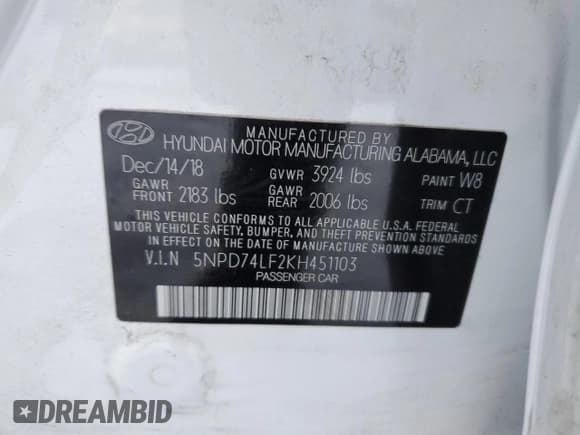 MANUFACTURED BY
HYUNDAI MOTOR MANUFACTURING ALABAMA, LLC
Dec/14/18 GVWR 3924 lbs PAINT W8
GAWR FRONT 2183 lbs GAWR REAR 2006 lbs TRIM CT
THIS VEHICLE CONFORMS TO ALL APPLICABLE U.S.A. FEDERAL
MOTOR VEHICLE SAFETY, BUMPER, AND THEFT PREVENTION
STANDARDS IN EFFECT ON THE DATE OF MANUFACTURE SHOWN ABOVE.
V.I.N 5NPD74LF2KH451103
PASSENGER CAR
DREAMBID